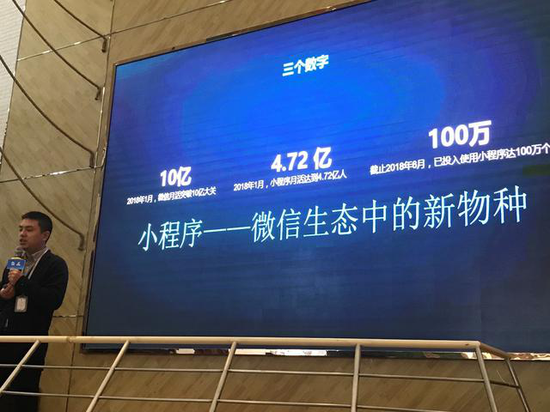 三个数字
10亿
2018年1月，微信月活突破10亿大关
4.72 亿
2018年1月，小程序月活达到4.72亿人
100万
截止2018年6月，已投入使用小程序达100万个
小程序——微信生态中的新物种